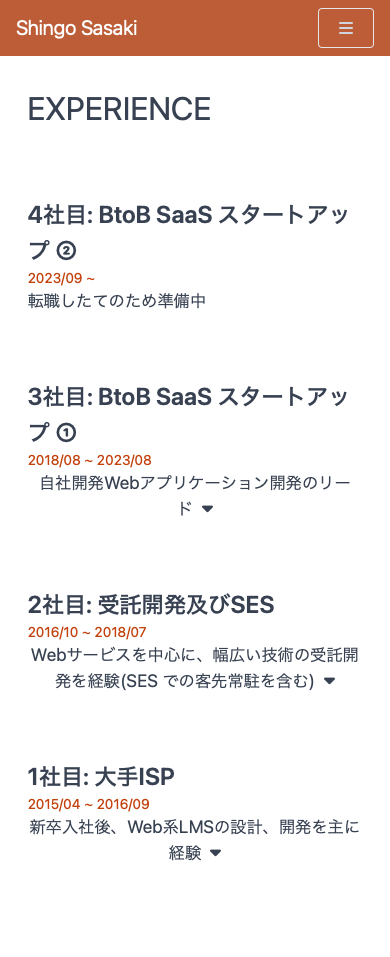 Shingo Sasaki
EXPERIENCE
4社目: BtoB SaaS スタートアッ
プ ②
2023/09 ~
転職したてのため準備中
3社目: BtoB SaaS スタートアッ
プ ①
2018/08 ~ 2023/08
自社開発Webアプリケーション開発のリー
ド
2社目: 受託開発及びSES
2016/10 ~ 2018/07
Webサービスを中心に、幅広い技術の受託開
発を経験(SES での客先常駐を含む)
1社目: 大手ISP
2015/04 ~ 2016/09
新卒入社後、Web系LMSの設計、開発を主に
経験